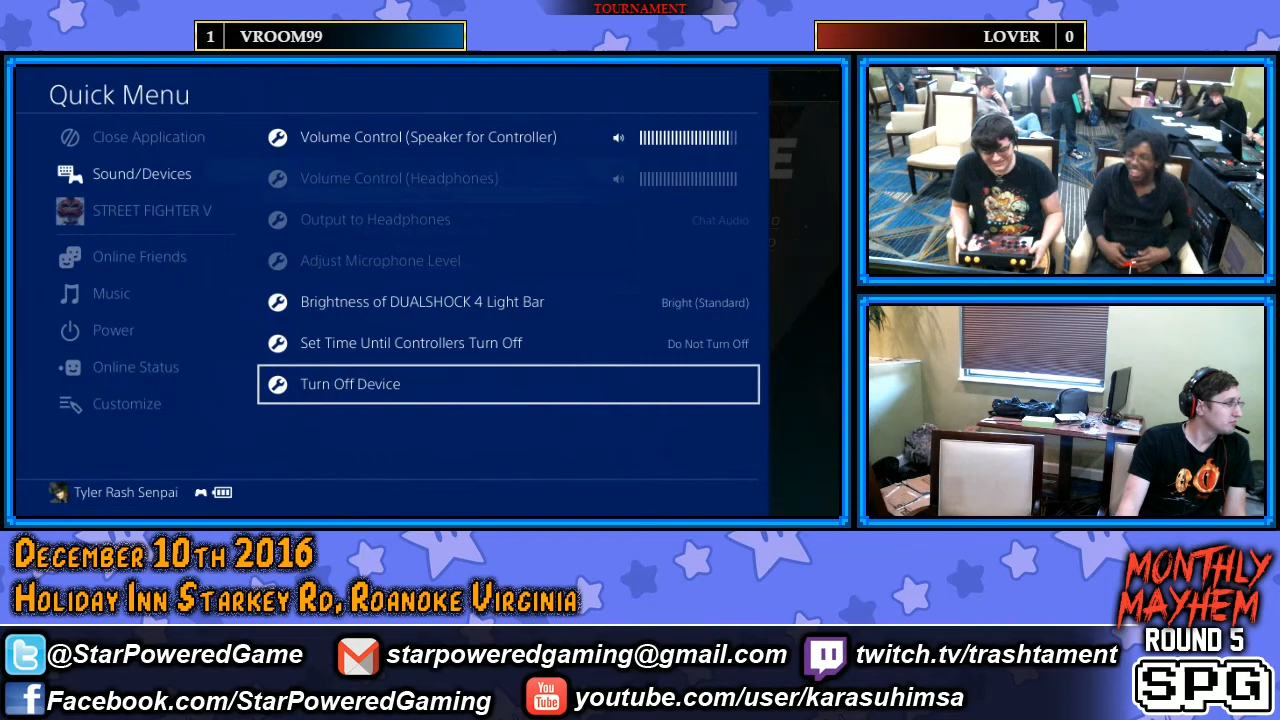 TOURNAMENT
1 VROOM99
LOVER 0
Quick Menu
Close Application
Sound/Devices
STREET FIGHTER V
Online Friends
Music
Power
Online Status
Customize
Volume Control (Speaker for Controller)
Volume Control (Headphones)
Output to Headphones Chat Audio
Adjust Microphone Level
Brightness of DUALSHOCK 4 Light Bar Bright (Standard)
Set Time Until Controllers Turn Off Do Not Turn Off
Turn Off Device
Tyler Rash Senpai
December 10th 2016
Holiday Inn Starkey Rd, Roanoke Virginia
MONTHLY
MAYHEM
ROUND 5
SPG
@StarPoweredGame
starpoweredgaming@gmail.com
twitch.tv/trashtament
Facebook.com/StarPoweredGaming
You
Tube
youtube.com/user/karasuhimsa